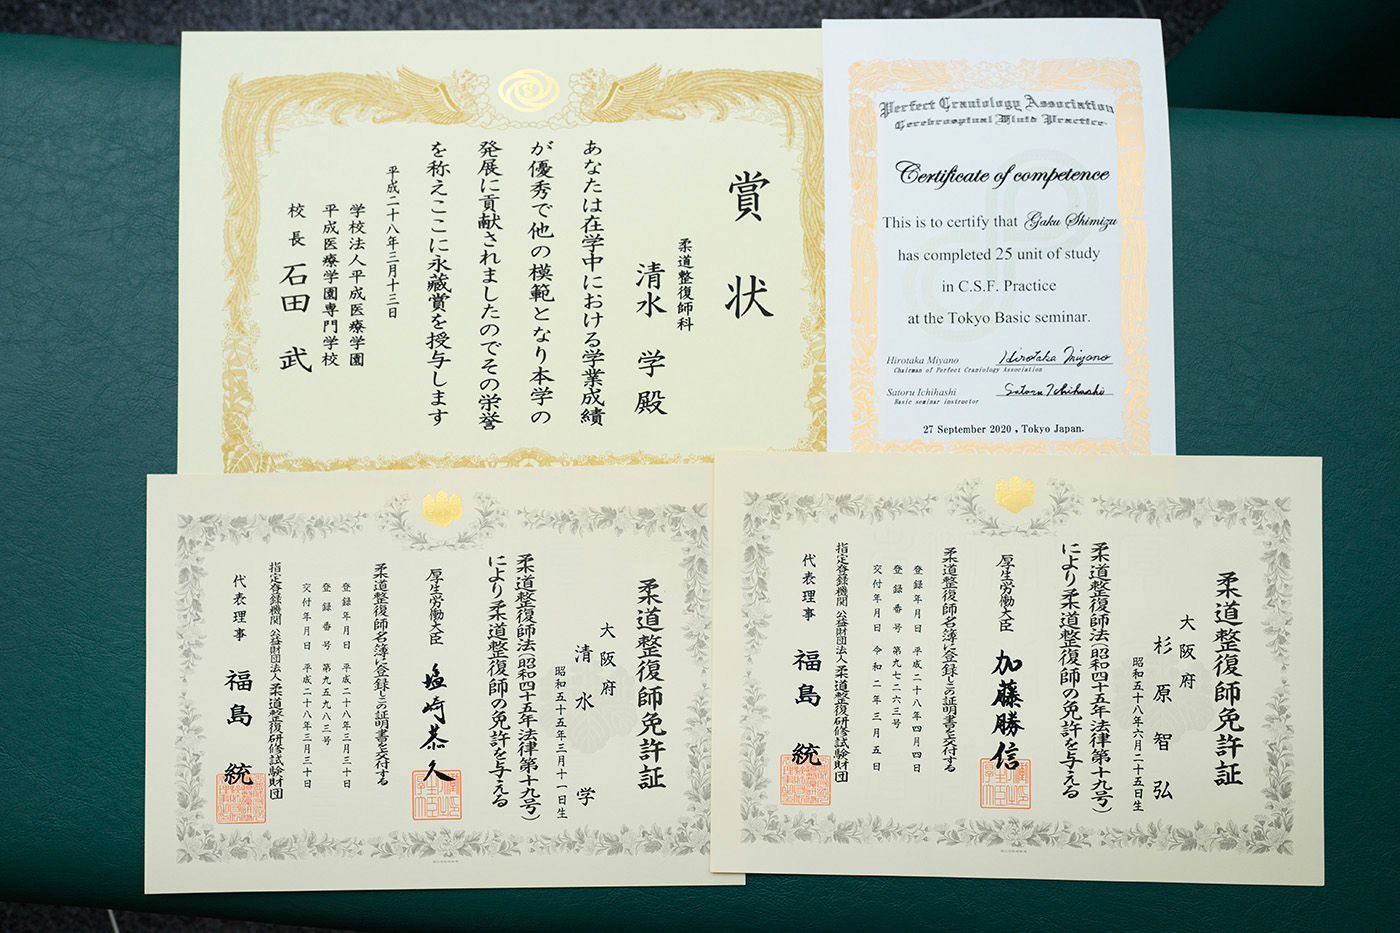 賞状
柔道整復師科
清水 学 殿
あなたは在学中における学業成績
が優秀で他の模範となり本学の
発展に貢献されましたのでその栄誉
を称えここに永蔵賞を授与します
平成二十八年三月十三日
学校法人平成医療学園
平成医療学園専門学校
校長 石田 武
Perfect Craniology Association
Cerebrospinal Fluid Practice
Certificate of competence
This is to certify that Gaku Shimizu
has completed 25 unit of study
in C.S.F. Practice
at the Tokyo Basic seminar.
Hirotaka Miyano Hirotaka Miyano
Chairman of Perfect Craniology Association
Satoru Ichihashi Satoru Ichihashi
Basic seminar instructor
27 September 2020 , Tokyo Japan.
柔道整復師免許証
大阪府
清水 学
昭和五十五年三月十一日生
柔道整復師法(昭和四十五年法律第十九号)
により柔道整復師の免許を与える
厚生労働大臣 塩崎恭久
柔道整復師名簿に登録しこの証明書を交付する
登録年月日 平成二十八年三月三十日
登録番号 第九五九八三号
交付年月日 平成二十八年三月三十日
指定登録機関 公益財団法人柔道整復研修試験財団
代表理事 福島 統
柔道整復師免許証
大阪府
杉原智弘
昭和五十八年六月二十五日生
柔道整復師法(昭和四十五年法律第十九号)
により柔道整復師の免許を与える
厚生労働大臣 加藤勝信
柔道整復師名簿に登録しこの証明書を交付する
登録年月日 平成二十八年四月四日
登録番号 第九七二六三号
交付年月日 令和二年三月五日
指定登録機関 公益財団法人柔道整復研修試験財団
代表理事 福島 統